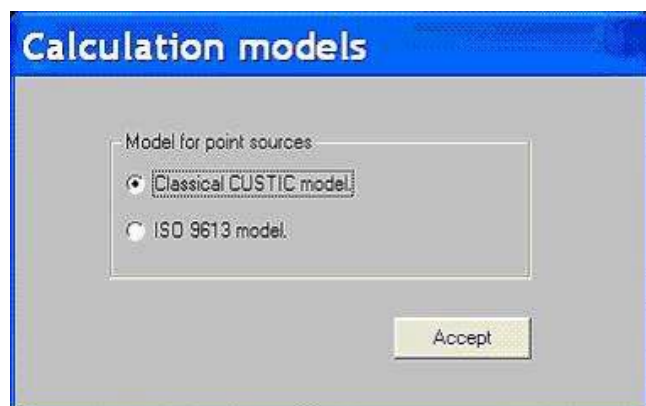 Calculation models
Model for point sources
Classical CUSTIC model.
ISO 9613 model.
Accept